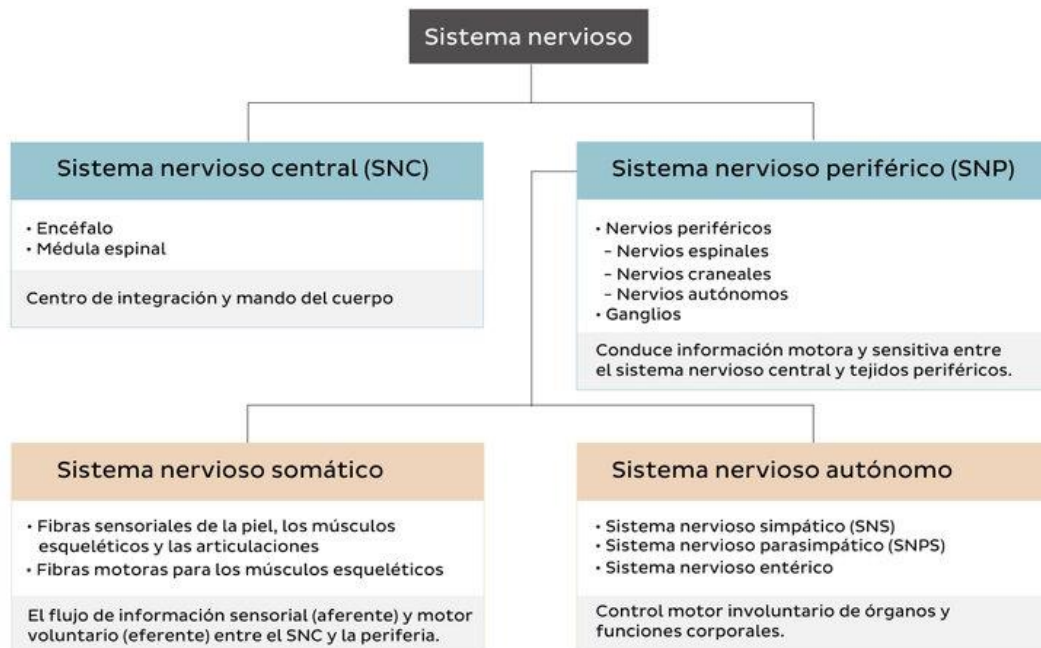 Sistema nervioso
Sistema nervioso central (SNC)
• Encéfalo
• Médula espinal
Centro de integración y mando del cuerpo
Sistema nervioso periférico (SNP)
• Nervios periféricos
– Nervios espinales
– Nervios craneales
– Nervios autónomos
• Ganglios
Conduce información motora y sensitiva entre
el sistema nervioso central y tejidos periféricos.
Sistema nervioso somático
• Fibras sensoriales de la piel, los músculos
esqueléticos y las articulaciones
• Fibras motoras para los músculos esqueléticos
El flujo de información sensorial (aferente) y motor
voluntario (eferente) entre el SNC y la periferia.
Sistema nervioso autónomo
• Sistema nervioso simpático (SNS)
• Sistema nervioso parasimpático (SNPS)
• Sistema nervioso entérico
Control motor involuntario de órganos y
funciones corporales.